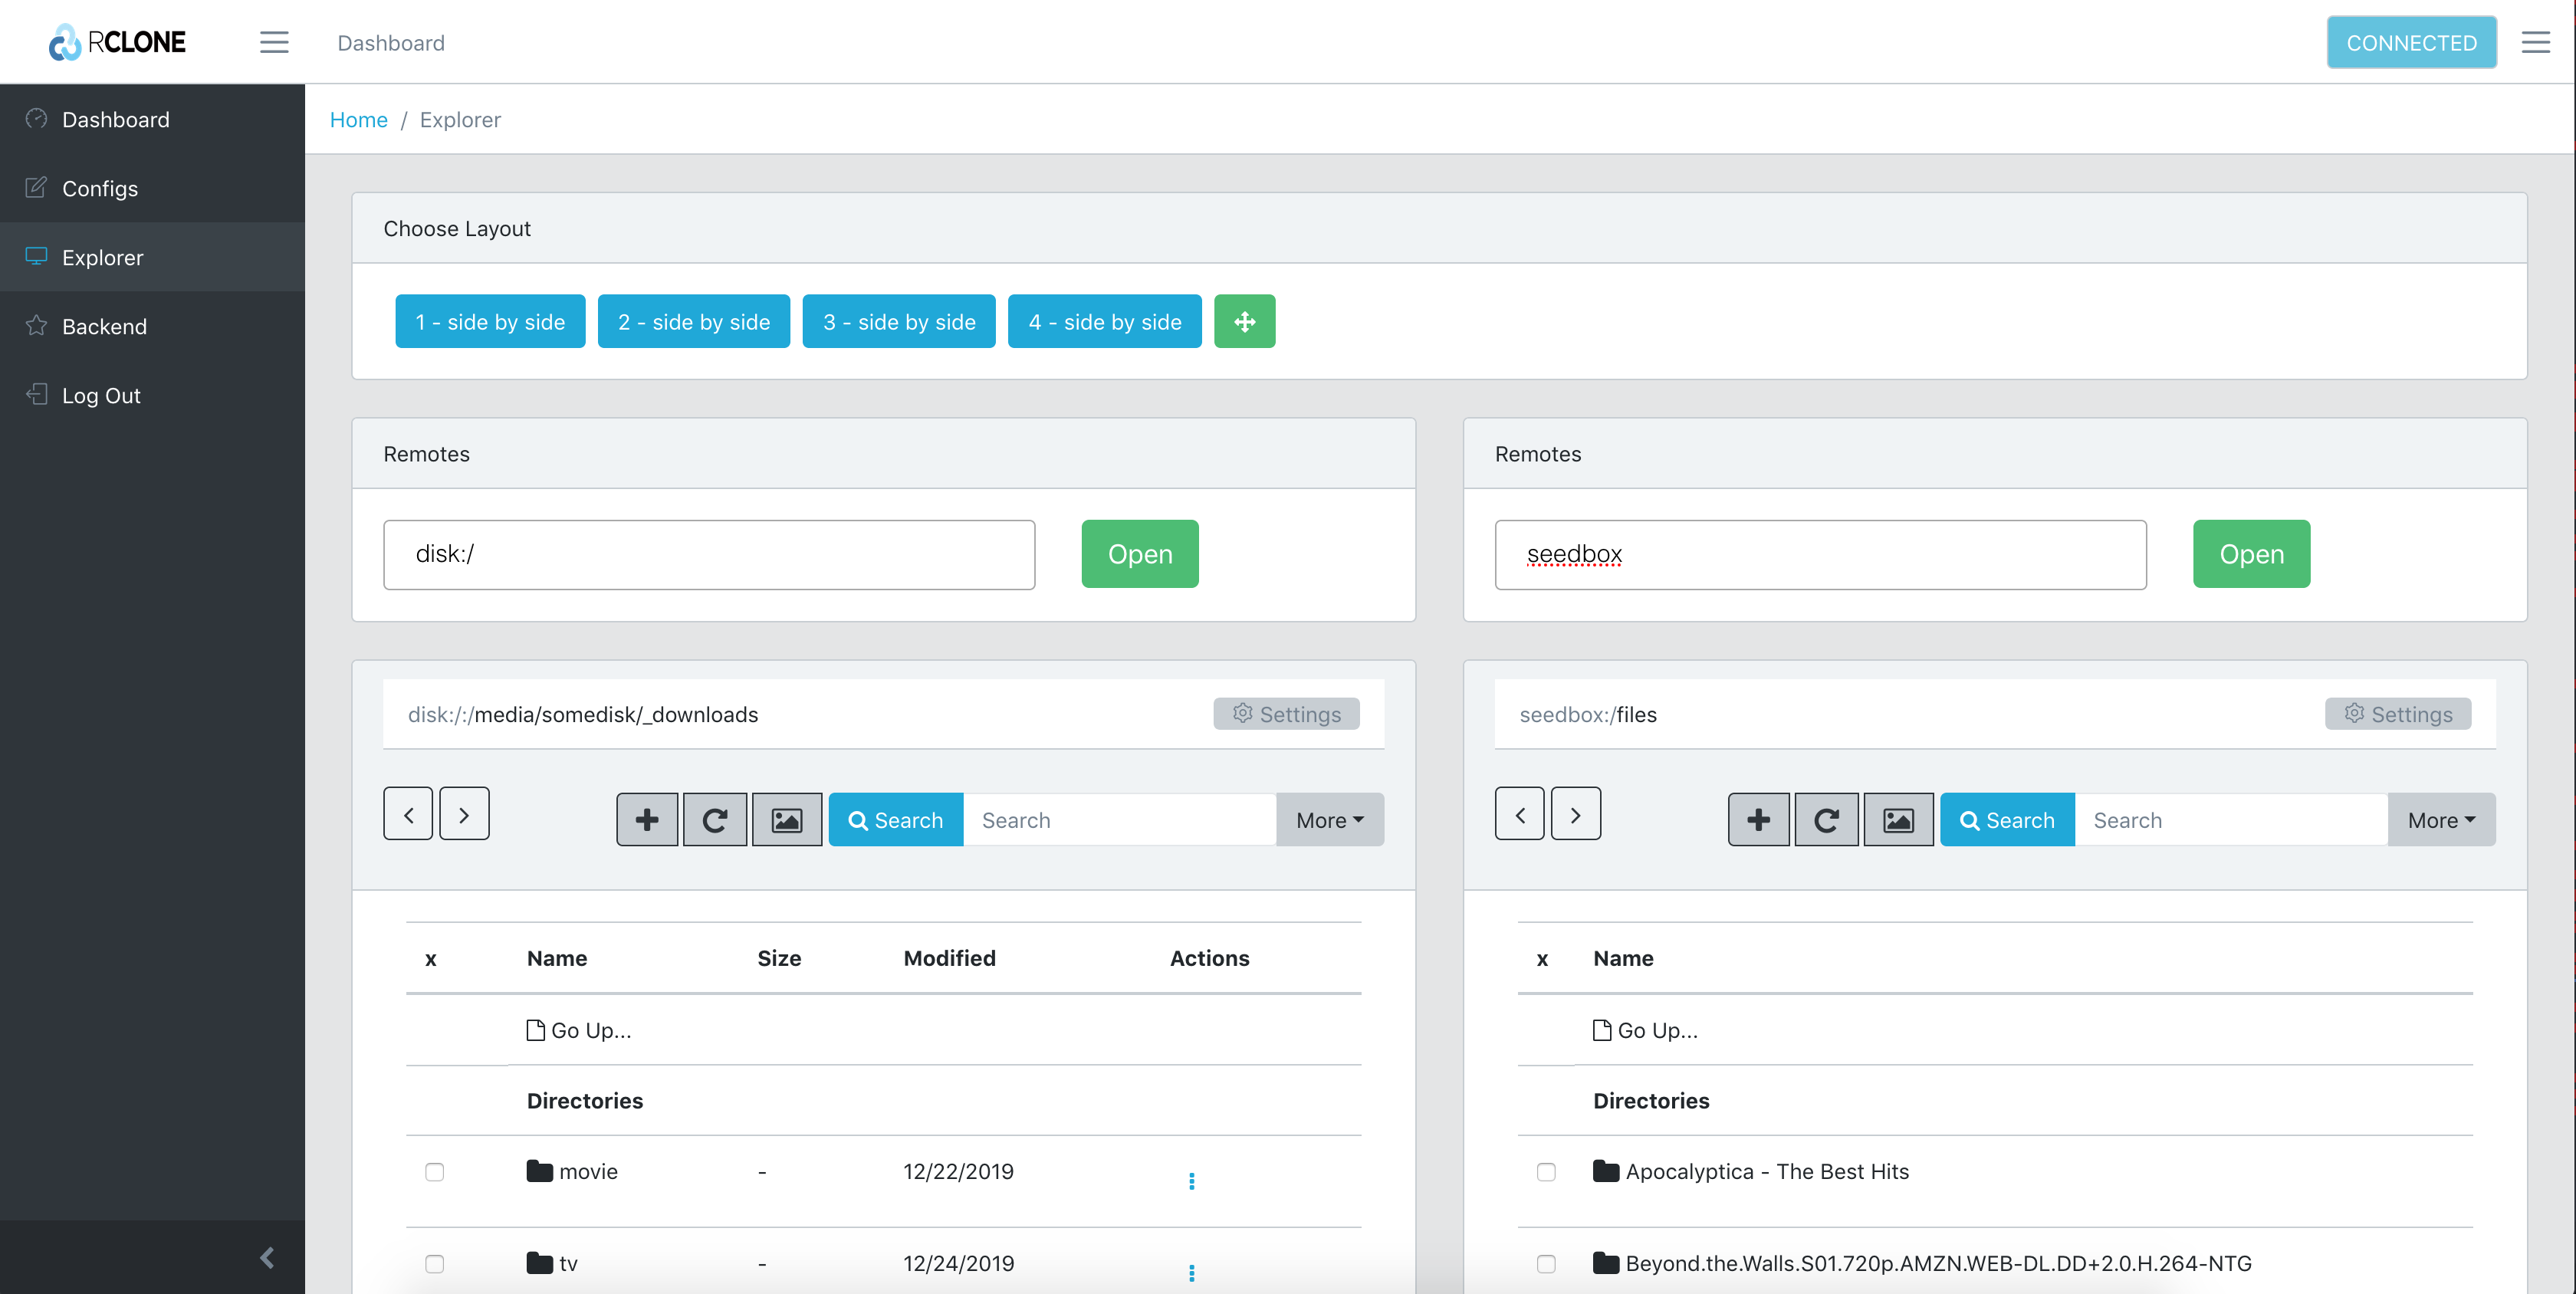 RCLONE
Dashboard
CONNECTED
Dashboard
Configs
Explorer
Backend
Log Out
Home / Explorer
Choose Layout
1 - side by side
2 - side by side
3 - side by side
4 - side by side
Remotes
disk:/
Open
disk:/:/media/somedisk/_downloads
Settings
Search
Search
More
x Name Size Modified Actions
Go Up...
Directories
movie - 12/22/2019
tv - 12/24/2019
Remotes
seedbox
Open
seedbox:/files
Settings
Search
Search
More
x Name
Go Up...
Directories
Apocalyptica - The Best Hits
Beyond.the.Walls.S01.720p.AMZN.WEB-DL.DD+2.0.H.264-NTG